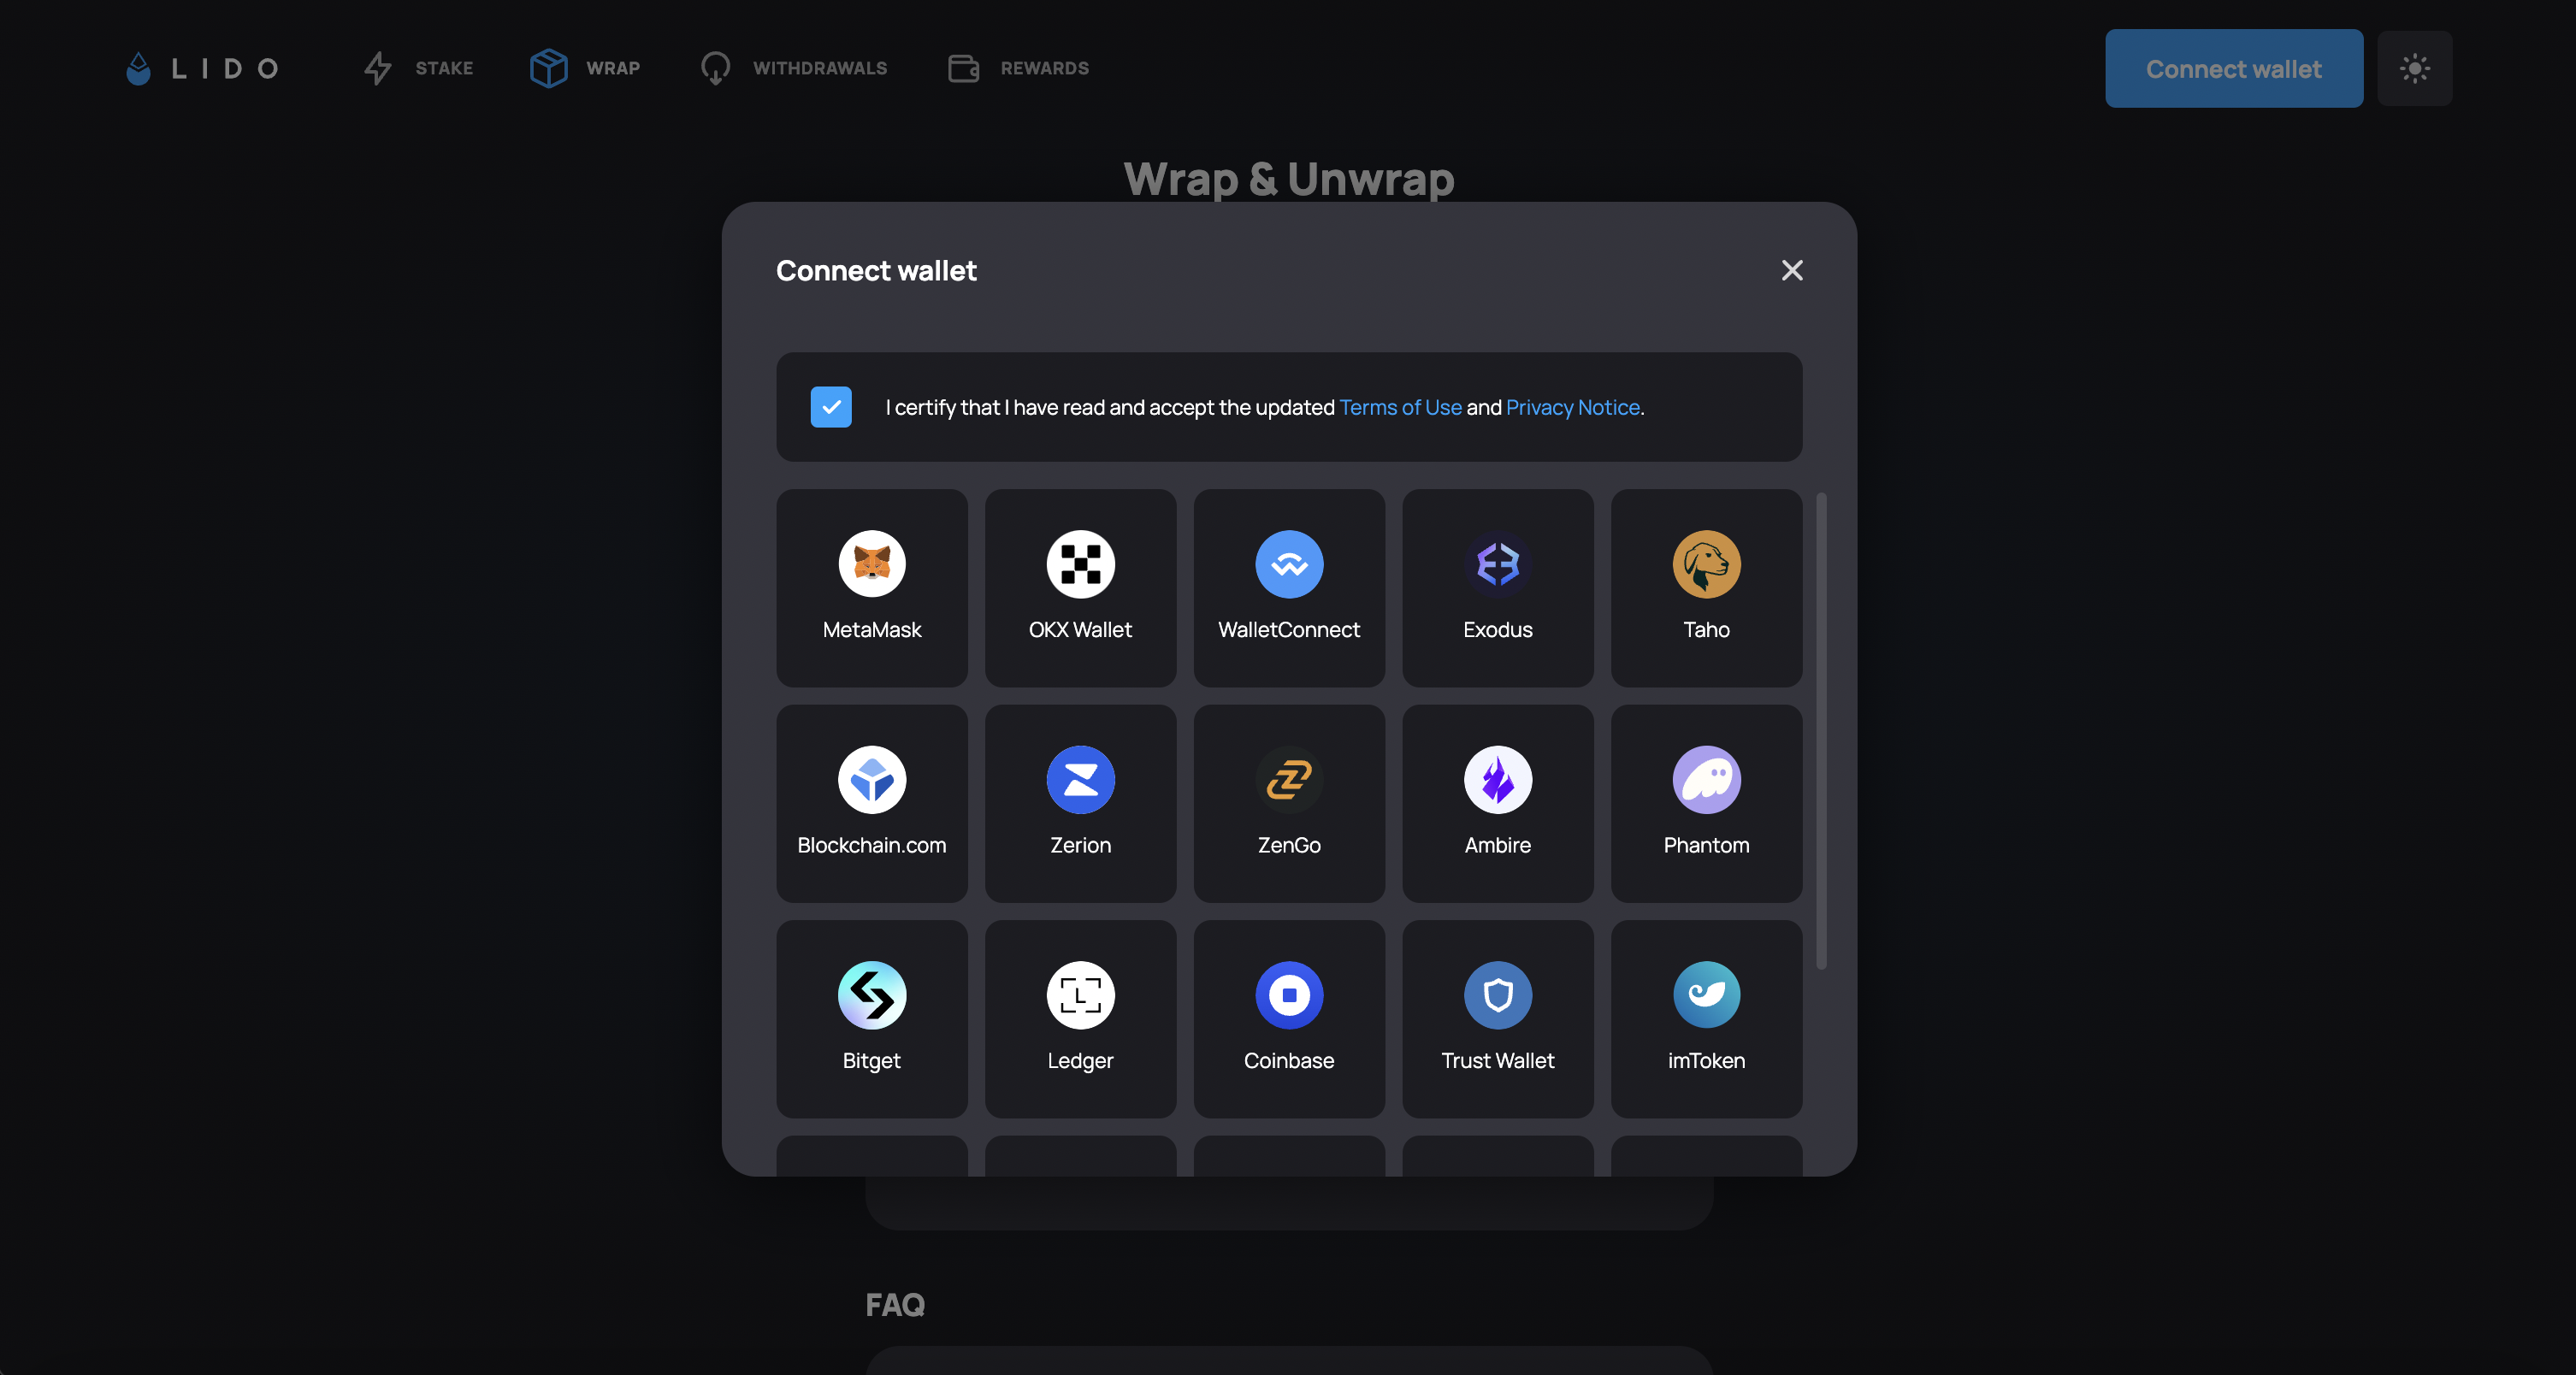 LIDO
STAKE
WRAP
WITHDRAWALS
REWARDS
Connect wallet
Wrap & Unwrap
Connect wallet
I certify that I have read and accept the updated Terms of Use and Privacy Notice.
MetaMask
OKX Wallet
WalletConnect
Exodus
Taho
Blockchain.com
Zerion
ZenGo
Ambire
Phantom
Bitget
Ledger
Coinbase
Trust Wallet
imToken
FAQ